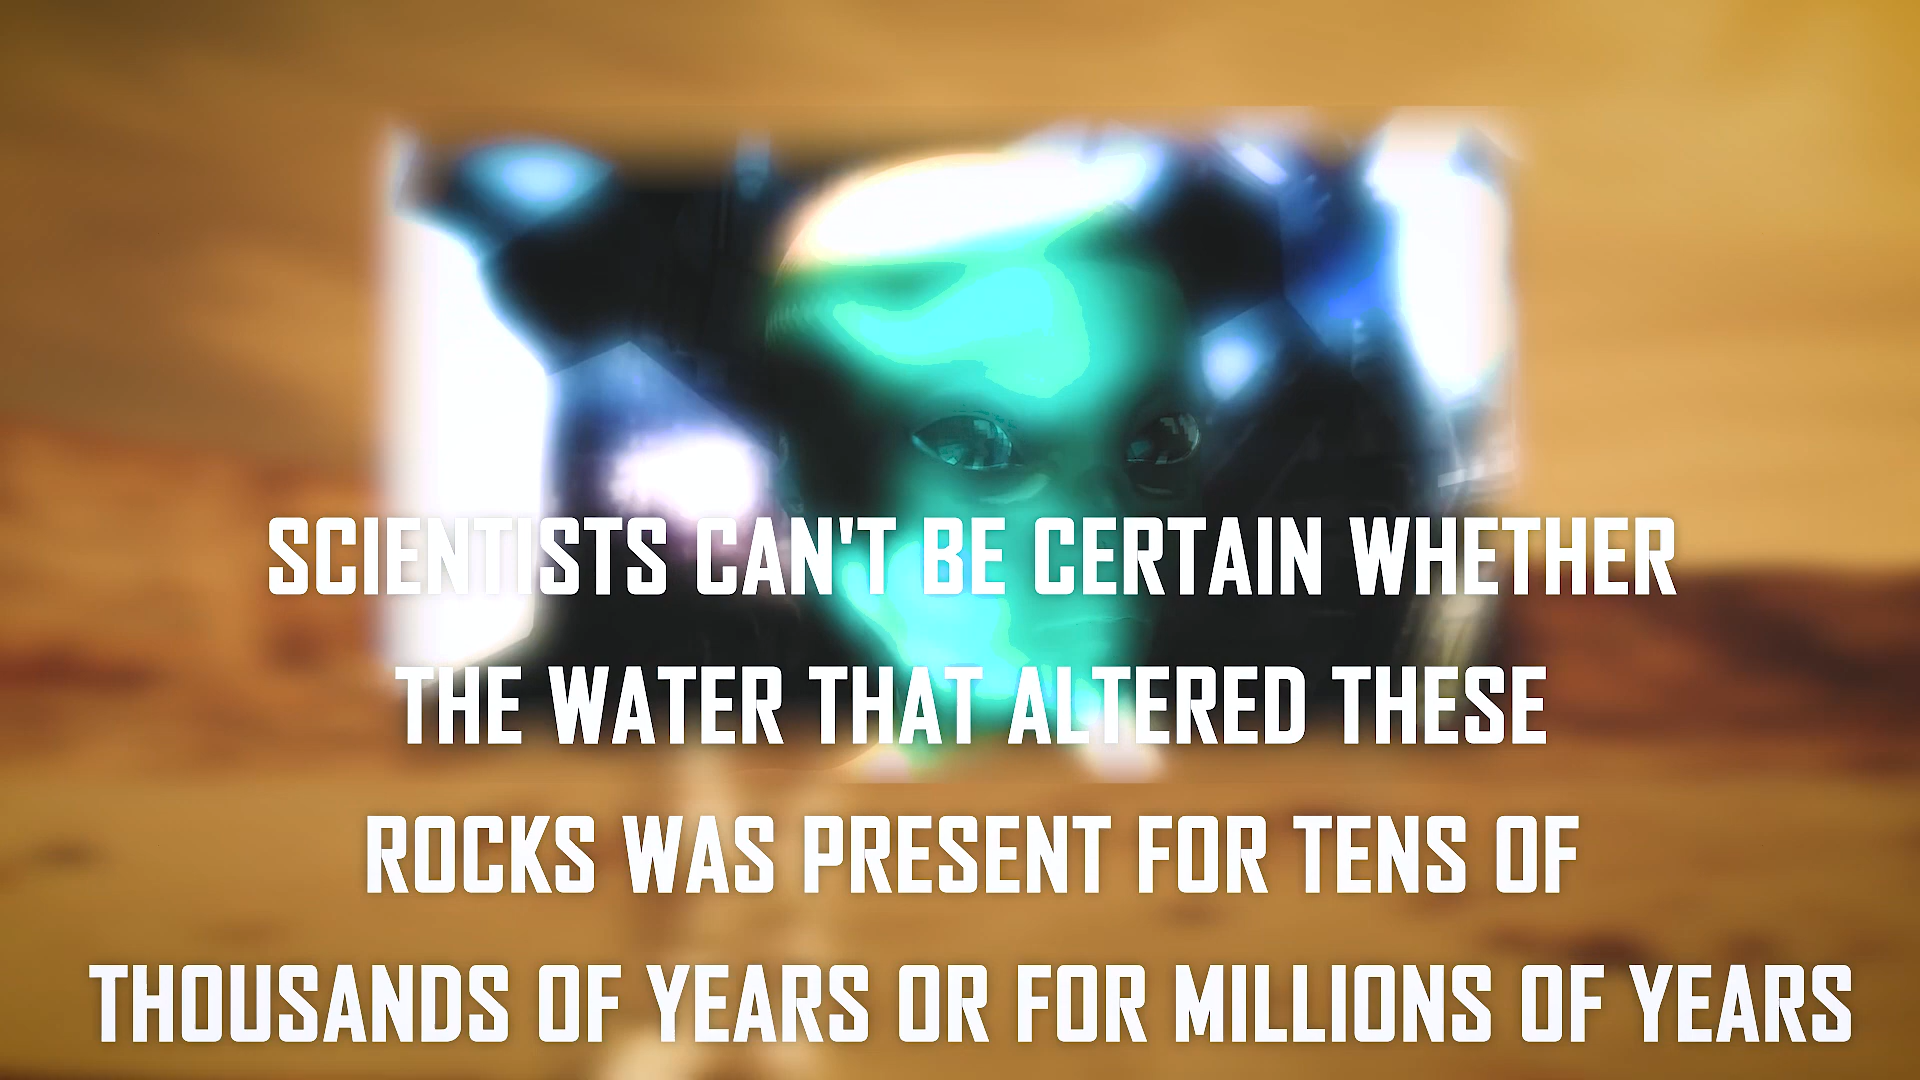 SCIENTISTS CAN'T BE CERTAIN WHETHER
THE WATER THAT ALTERED THESE
ROCKS WAS PRESENT FOR TENS OF
THOUSANDS OF YEARS OR FOR MILLIONS OF YEARS